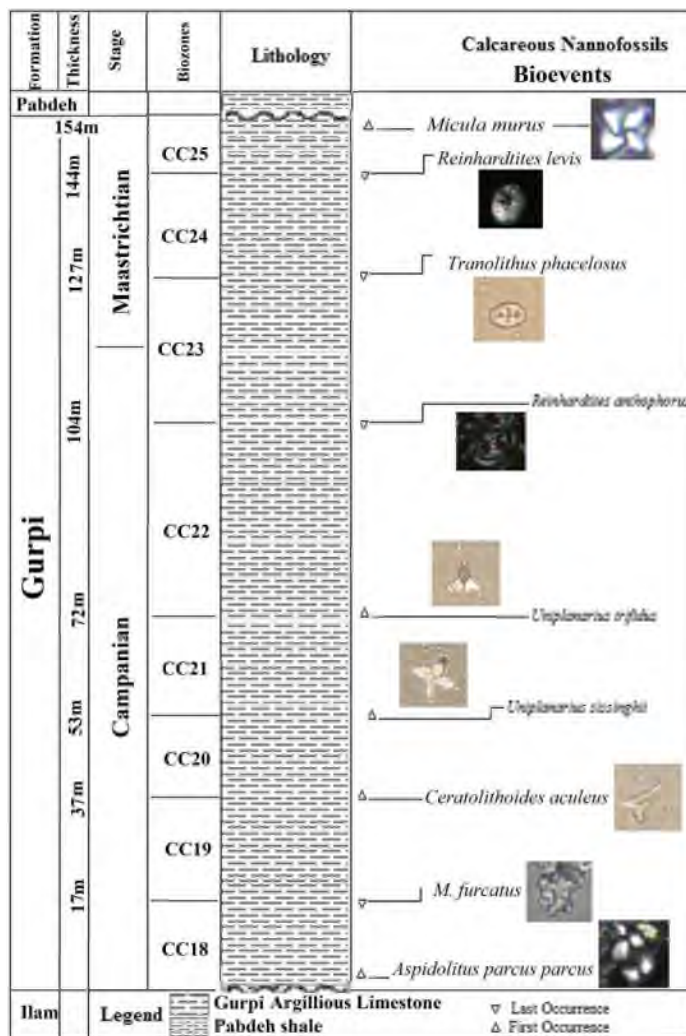 Formation
Thickness
Stage
Biozones
Lithology
Calcareous Nannofossils
Bioevents
Pabdeh
154m
Micula murus
CC25
Reinhardtites levis
144m
CC24
Maastrichtian
Tranolithus phacelosus
127m
CC23
Reinhardtites anthophorus
104m
CC22
Gurpi
72m
Uniplanarius trifidus
CC21
Campanian
Uniplanarius sissinghii
53m
CC20
37m
Ceratolithoides aculeus
CC19
17m
M. furcatus
CC18
Aspidolitus parcus parcus
Ilam
Legend
Gurpi Argillious Limestone
Pabdeh shale
▽ Last Occurrence
△ First Occurrence